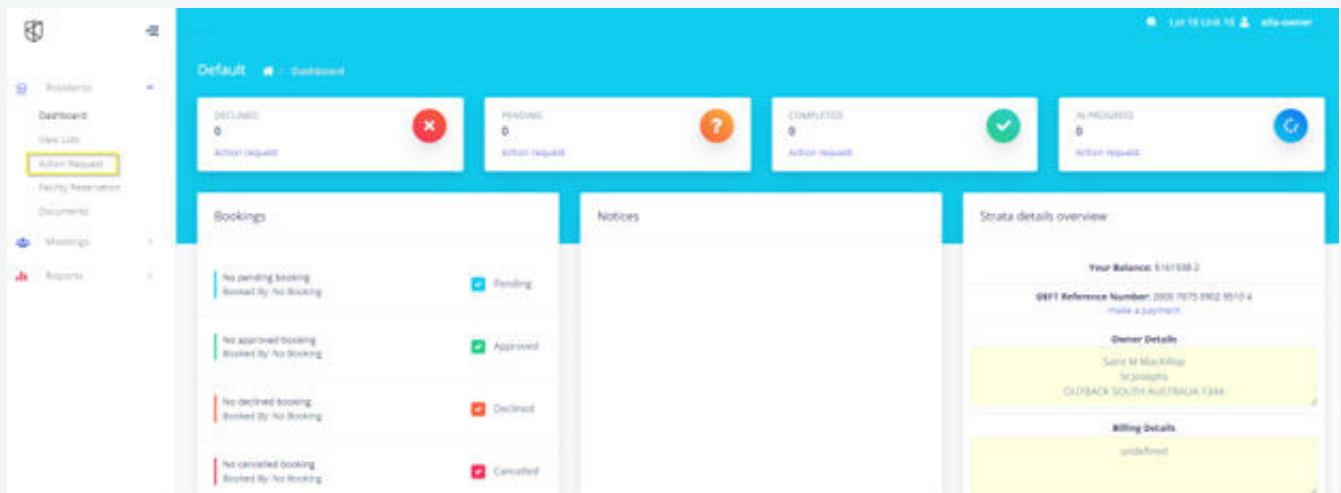 Lot 18 Unit 18
Default
Dashboard
Residents
Dashboard
View Lots
Action Request
Facility Reservation
Documents
Meetings
Reports
DECLINED
0
Action request
PENDING
0
Action request
COMPLETED
0
Action request
IN PROGRESS
0
Action request
Bookings
No pending booking
Booked By: No Booking
Pending
No approved booking
Booked By: No Booking
Approved
No declined booking
Booked By: No Booking
Declined
No cancelled booking
Booked By: No Booking
Cancelled
Notices
Strata details overview
Your Balance:
DEFT Reference Number:
make a payment
Owner Details
Saint M MacKillop
St Josephs
OUTBACK SOUTH AUSTRALIA 1344
Billing Details
undefined